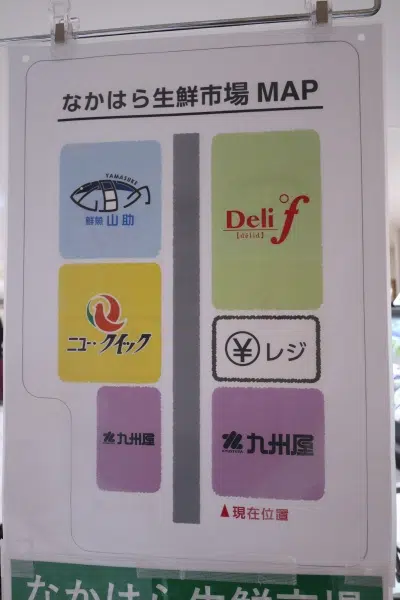 なかはら生鮮市場 MAP
YAMASUKE
鮮魚 山助
Deli f
[délid]
ニュー・クイック
¥ レジ
九州屋
九州屋
▲現在位置
なかはら生鮮市場